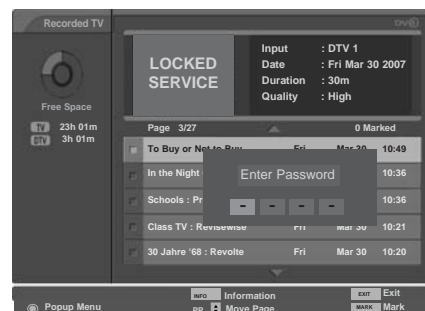 Recorded TV
DVR
LOCKED
SERVICE
Input : DTV 1
Date : Fri Mar 30 2007
Duration : 30m
Quality : High
Free Space
TV 23h 01m
DTV 3h 01m
Page 3/27
0 Marked
To Buy or Not to Buy Fri Mar 30 10:49
In the Night 10:36
Enter Password
Schools : Pr 10:36
- - - -
Class TV : Revisewise Fri Mar 30 10:21
30 Jahre '68 : Revolte Fri Mar 30 10:20
INFO Information
EXIT Exit
Popup Menu
PR Move Page
MARK Mark